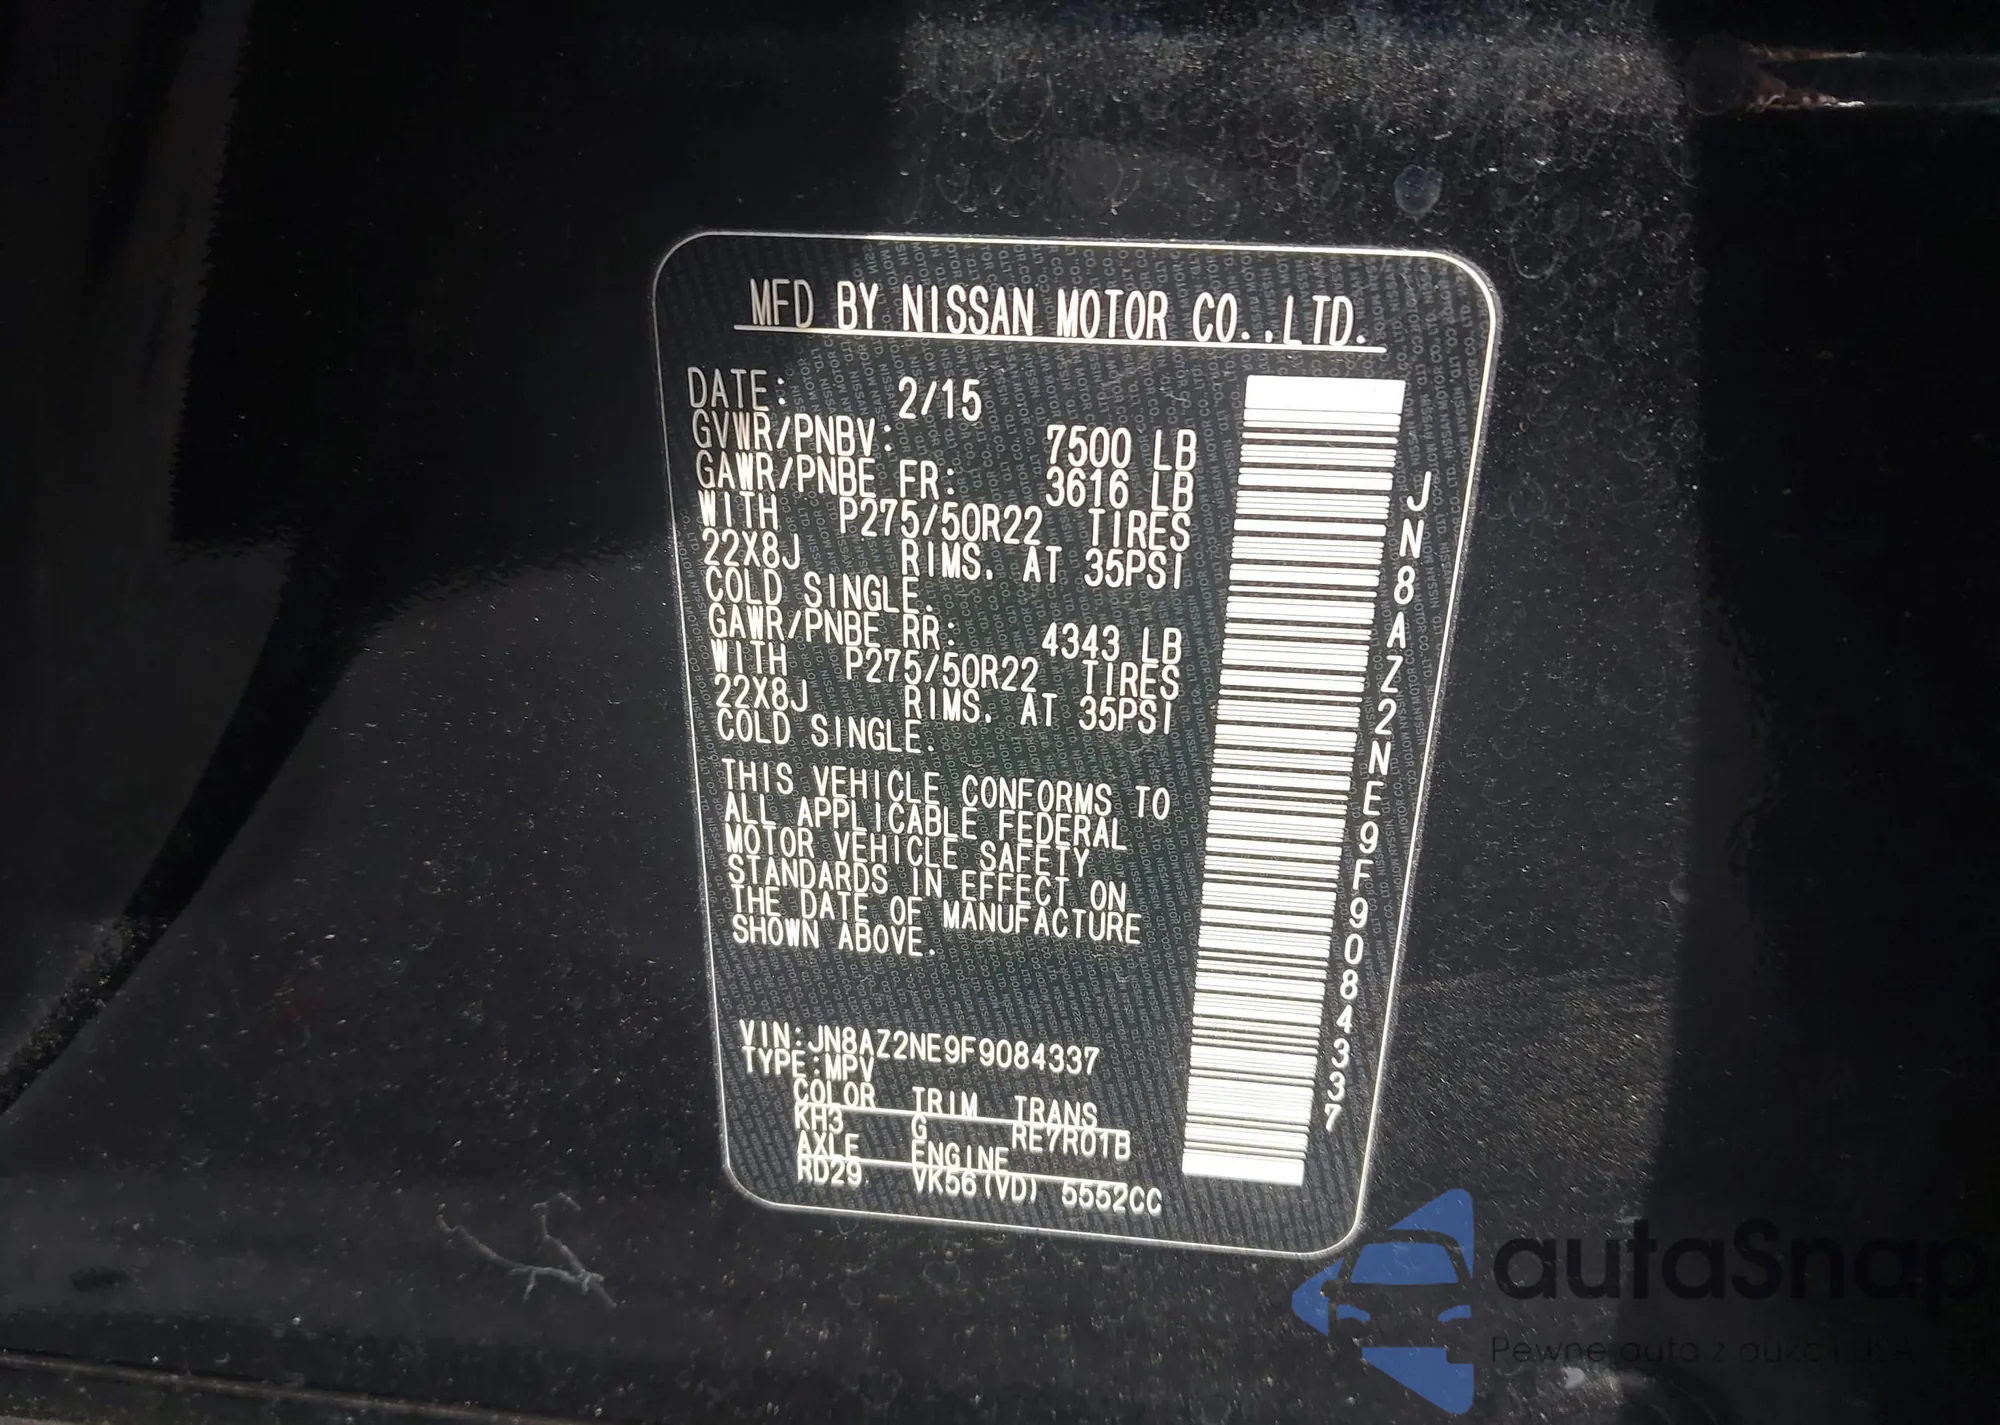 MFD BY NISSAN MOTOR CO.,LTD.
DATE: 2/15
GVWR/PNBV: 7500 LB
GAWR/PNBE FR: 3616 LB
WITH P275/50R22 TIRES
22X8J RIMS. AT 35PSI
COLD SINGLE.
GAWR/PNBE RR: 4343 LB
WITH P275/50R22 TIRES
22X8J RIMS. AT 35PSI
COLD SINGLE.
THIS VEHICLE CONFORMS TO
ALL APPLICABLE FEDERAL
MOTOR VEHICLE SAFETY
STANDARDS IN EFFECT ON
THE DATE OF MANUFACTURE
SHOWN ABOVE.
VIN:JN8AZ2NE9F9084337
TYPE:MPV
COLOR TRIM TRANS
KH3 G RE7R01B
AXLE ENGINE
RD29. VK56(VD) 5552CC
JN8AZ2NE9F9084337
autaSnap
Pewne auta z aukcji